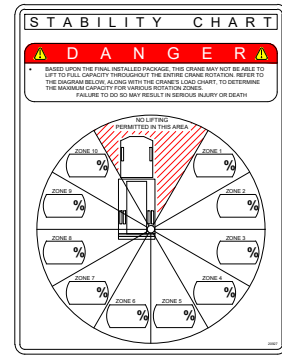 STABILITY CHART
DANGER
• BASED UPON THE FINAL INSTALLED PACKAGE, THIS CRANE MAY NOT BE ABLE TO
LIFT TO FULL CAPACITY THROUGHOUT THE ENTIRE CRANE ROTATION. REFER TO
THE DIAGRAM BELOW, ALONG WITH THE CRANE'S LOAD CHART, TO DETERMINE
THE MAXIMUM CAPACITY FOR VARIOUS ROTATION ZONES.
FAILURE TO DO SO MAY RESULT IN SERIOUS INJURY OR DEATH
NO LIFTING
PERMITTED IN THIS AREA
ZONE 10
%
ZONE 1
%
ZONE 9
%
ZONE 2
%
ZONE 8
%
ZONE 3
%
ZONE 7
%
ZONE 4
%
ZONE 6
%
ZONE 5
%